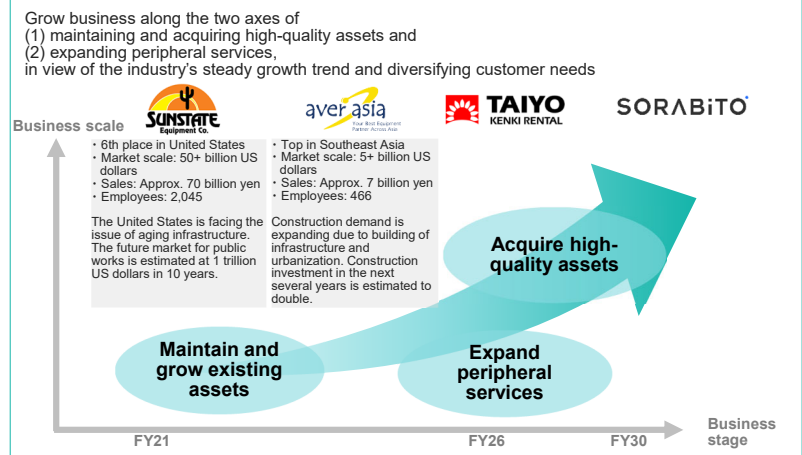 Grow business along the two axes of
(1) maintaining and acquiring high-quality assets and
(2) expanding peripheral services,
in view of the industry's steady growth trend and diversifying customer needs
Business scale
SUNSTATE
Equipment Co.
aver asia
Your Best Equipment
Partner Across Asia
TAIYO
KENKI RENTAL
SORABITO
・6th place in United States
・Market scale: 50+ billion US
dollars
・Sales: Approx. 70 billion yen
・Employees: 2,045
The United States is facing the
issue of aging infrastructure.
The future market for public
works is estimated at 1 trillion
US dollars in 10 years.
・Top in Southeast Asia
・Market scale: 5+ billion US
dollars
・Sales: Approx. 7 billion yen
・Employees: 466
Construction demand is
expanding due to building of
infrastructure and
urbanization. Construction
investment in the next
several years is estimated to
double.
Acquire high-
quality assets
Maintain and
grow existing
assets
Expand
peripheral
services
FY21
FY26
FY30
Business
stage